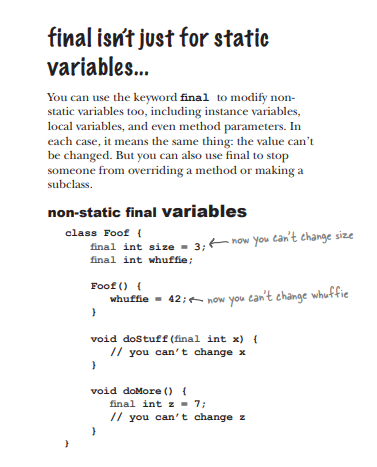 final isn't just for static
variables...
You can use the keyword final to modify non-
static variables too, including instance variables,
local variables, and even method parameters. In
each case, it means the same thing: the value can't
be changed. But you can also use final to stop
someone from overriding a method or making a
subclass.
non-static final variables
class Foof {
final int size = 3; now you can't change size
final int whuffie;
Foof() {
whuffie = 42; now you can't change whuffie
}
void doStuff(final int x) {
// you can't change x
}
void doMore() {
final int z = 7;
// you can't change z
}
}